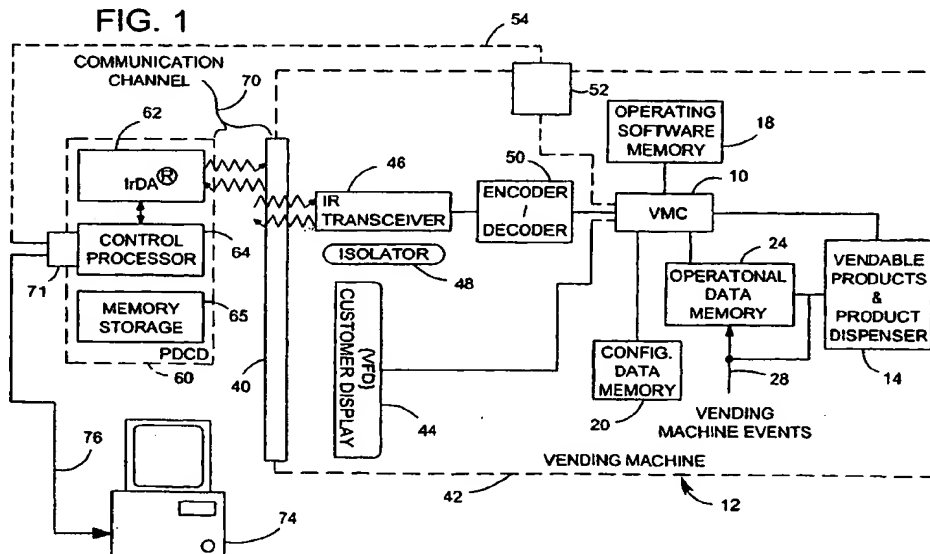 FIG. 1
54
COMMUNICATION
CHANNEL
70
52
62
OPERATING
SOFTWARE
MEMORY
18
IrDA®
46
50
10
IR
TRANSCEIVER
ENCODER
/
DECODER
VMC
CONTROL
PROCESSOR
64
ISOLATOR
48
24
71
OPERATONAL
DATA
MEMORY
VENDABLE
PRODUCTS
&
PRODUCT
DISPENSER
MEMORY
STORAGE
65
PDCD
60
40
(VFD)
CUSTOMER DISPLAY
44
CONFIG.
DATA
MEMORY
20
28
14
VENDING
MACHINE EVENTS
76
VENDING MACHINE
42
12
74